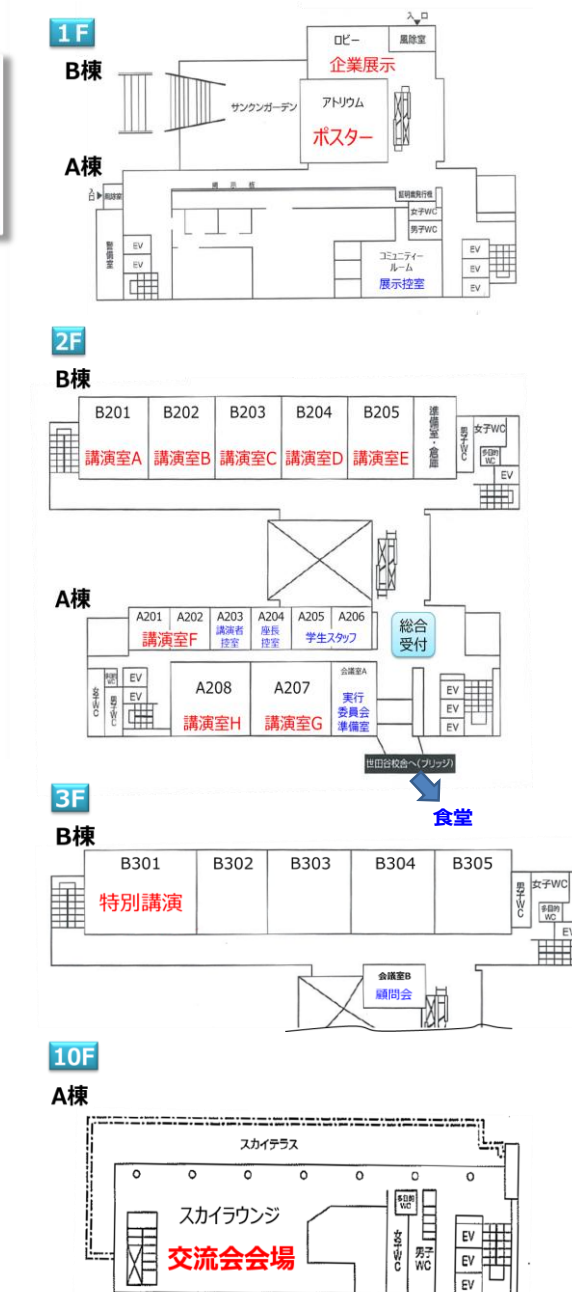 1F
B棟
入 口
ロビー
風除室
企業展示
サンクンガーデン
アトリウム
ポスター
A棟
入口
風除室
掲 示 板
証明書発行機
女子WC
男子WC
警備室
EV
EV
コミュニティー
ルーム
展示控室
EV
EV
EV
2F
B棟
B201
B202
B203
B204
B205
準備室・倉庫
講演室A
講演室B
講演室C
講演室D
講演室E
男子WC
女子WC
多目的
WC
EV
A棟
A201
A202
A203
A204
A205
A206
講演室F
講演者
控室
座長
控室
学生スタッフ
総合
受付
女子WC
多目的
WC
男子WC
EV
EV
A208
講演室H
A207
講演室G
会議室A
実行
委員会
準備室
EV
EV
EV
世田谷校舎へ(ブリッジ)
食堂
3F
B棟
B301
B302
B303
B304
B305
特別講演
男子WC
女子WC
多目的
WC
EV
会議室B
顧問会
10F
A棟
スカイテラス
スカイラウンジ
交流会会場
多目的
WC
女子WC
男子
WC
EV
EV
EV